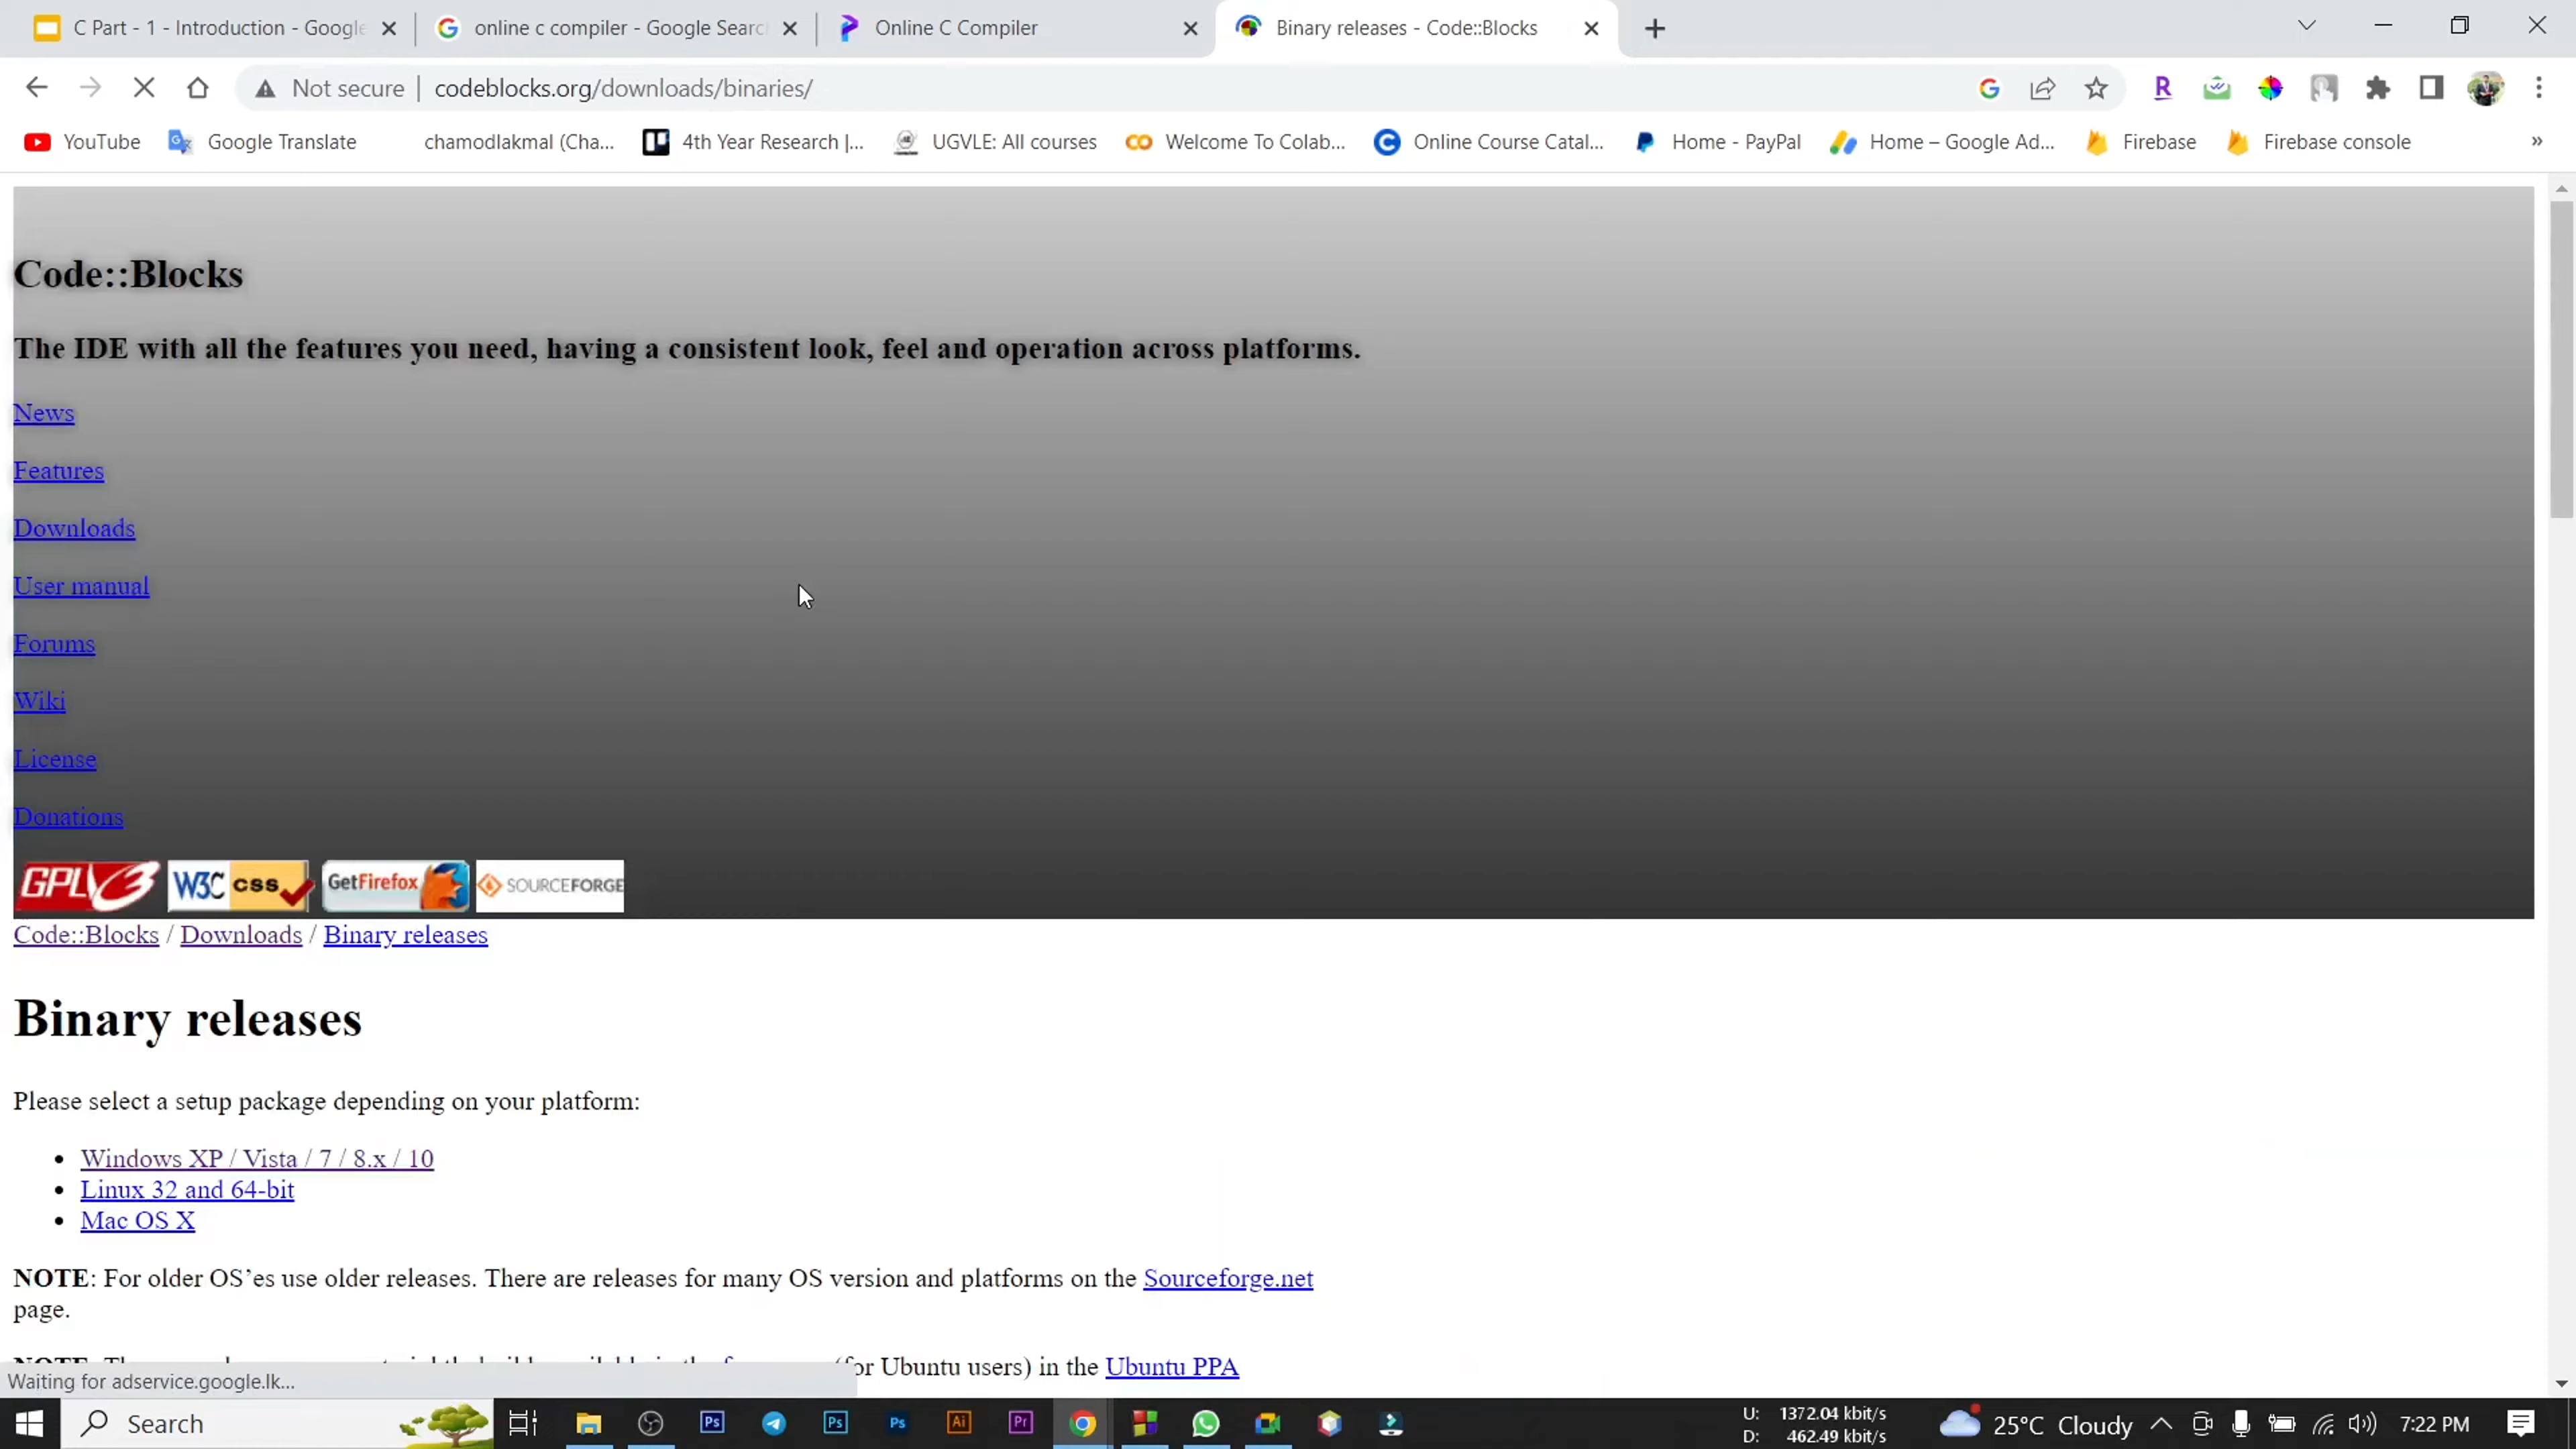 C Part - 1 - Introduction - Google
online c compiler - Google Search
Online C Compiler
Binary releases - Code::Blocks
Not secure codeblocks.org/downloads/binaries/
YouTube
Google Translate
chamodlakmal (Cha...
4th Year Research |...
UGVLE: All courses
Welcome To Colab...
Online Course Catal...
Home - PayPal
Home – Google Ad...
Firebase
Firebase console
»
Code::Blocks
The IDE with all the features you need, having a consistent look, feel and operation across platforms.
News
Features
Downloads
User manual
Forums
Wiki
License
Donations
GPLV3 W3C css GetFirefox SOURCEFORGE
Code::Blocks / Downloads / Binary releases
Binary releases
Please select a setup package depending on your platform:
• Windows XP / Vista / 7 / 8.x / 10
• Linux 32 and 64-bit
• Mac OS X
NOTE: For older OS’es use older releases. There are releases for many OS version and platforms on the Sourceforge.net
page.
(for Ubuntu users) in the Ubuntu PPA
Waiting for adservice.google.lk...
Search
Ps
Ps
Ps
Ai
Pr
U: 1372.04 kbit/s
D: 462.49 kbit/s
25°C Cloudy
7:22 PM